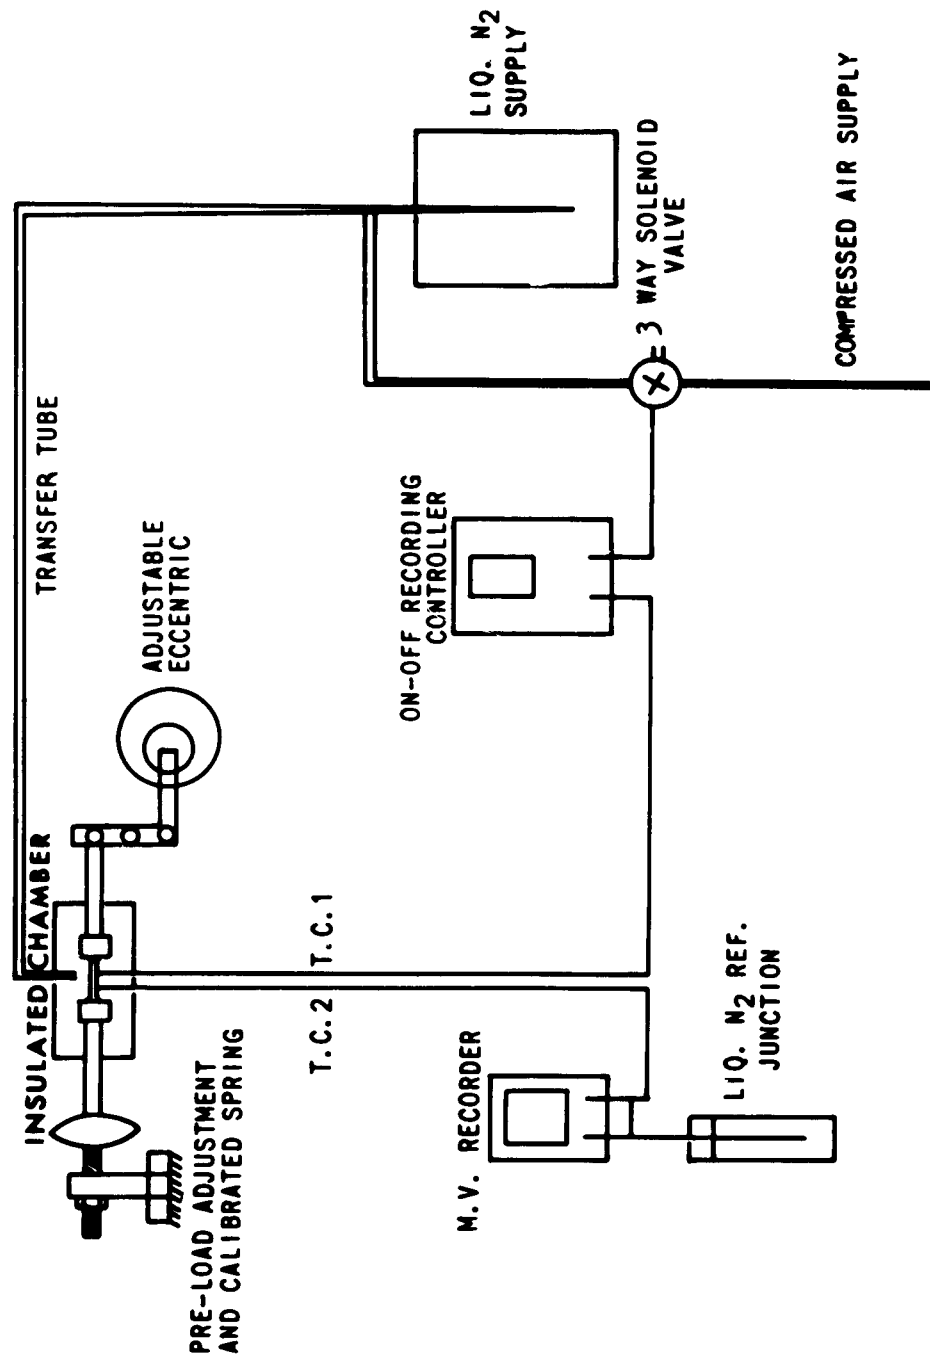 INSULATED CHAMBER
TRANSFER TUBE
ADJUSTABLE
ECCENTRIC
LIQ. N2
SUPPLY
PRE-LOAD ADJUSTMENT
AND CALIBRATED SPRING
T.C.2
T.C.1
ON-OFF RECORDING
CONTROLLER
3 WAY SOLENOID
VALVE
M.V. RECORDER
LIQ. N2 REF.
JUNCTION
COMPRESSED AIR SUPPLY